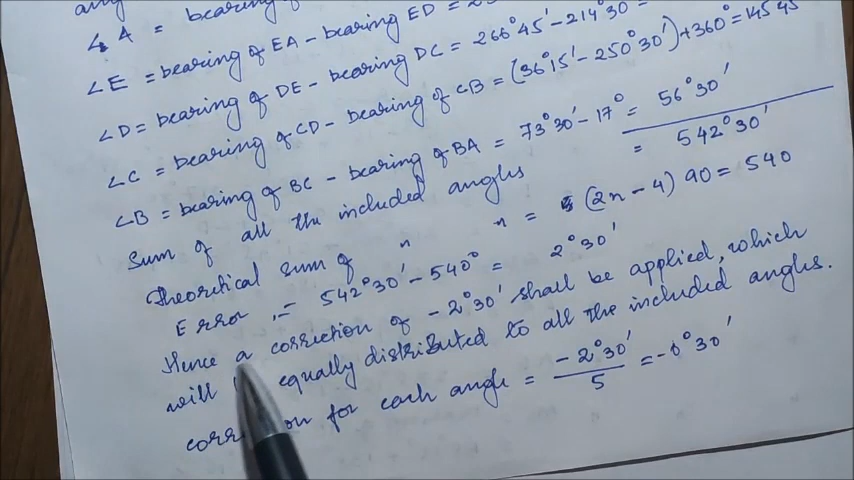 ∠A = bearing of EA – bearing ED =
∠E = bearing of DE – bearing DC = 266°45' – 214°30' =
∠D = bearing of CD – bearing of CB = (36°15' – 250°30') + 360° = 145°45'
∠C = bearing of BC – bearing of BA = 73°30' – 17° = 56°30'
∠B =
Sum of all the included angles = 542°30'
Theoretical sum of " " = (2n – 4) 90 = 540
Error := 542°30' – 540° = 2°30'
Hence a correction of – 2°30' shall be applied, which
will equally distributed to all the included angles.
for each angle = – 2°30' / 5 = – 0°30'